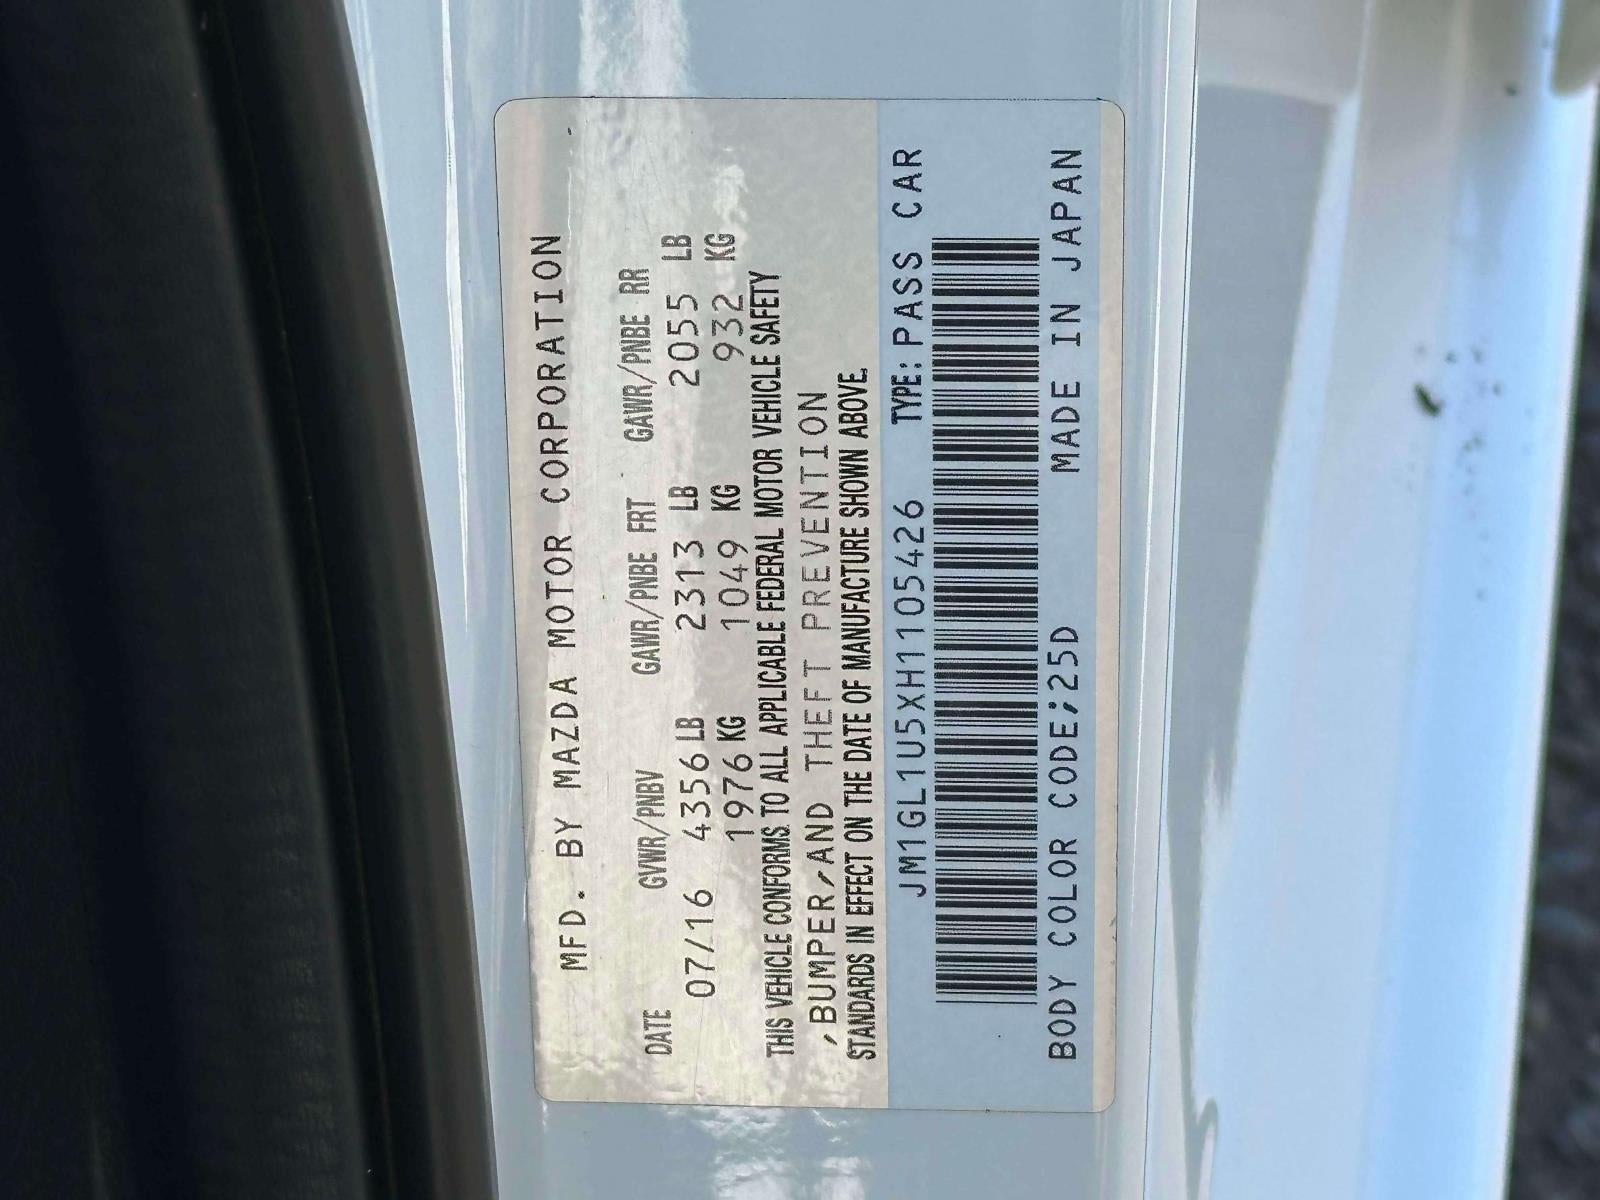 MFD. BY MAZDA MOTOR CORPORATION
DATE GVWR/PNBV GAWR/PNBE FRT GAWR/PNBE RR
07/16 4356 LB 2313 LB 2055 LB
1976 KG 1049 KG 932 KG
THIS VEHICLE CONFORMS TO ALL APPLICABLE FEDERAL MOTOR VEHICLE SAFETY
,BUMPER,AND THEFT PREVENTION
STANDARDS IN EFFECT ON THE DATE OF MANUFACTURE SHOWN ABOVE.
JM1GL1U5XH1105426 TYPE: PASS CAR
BODY COLOR CODE;25D MADE IN JAPAN